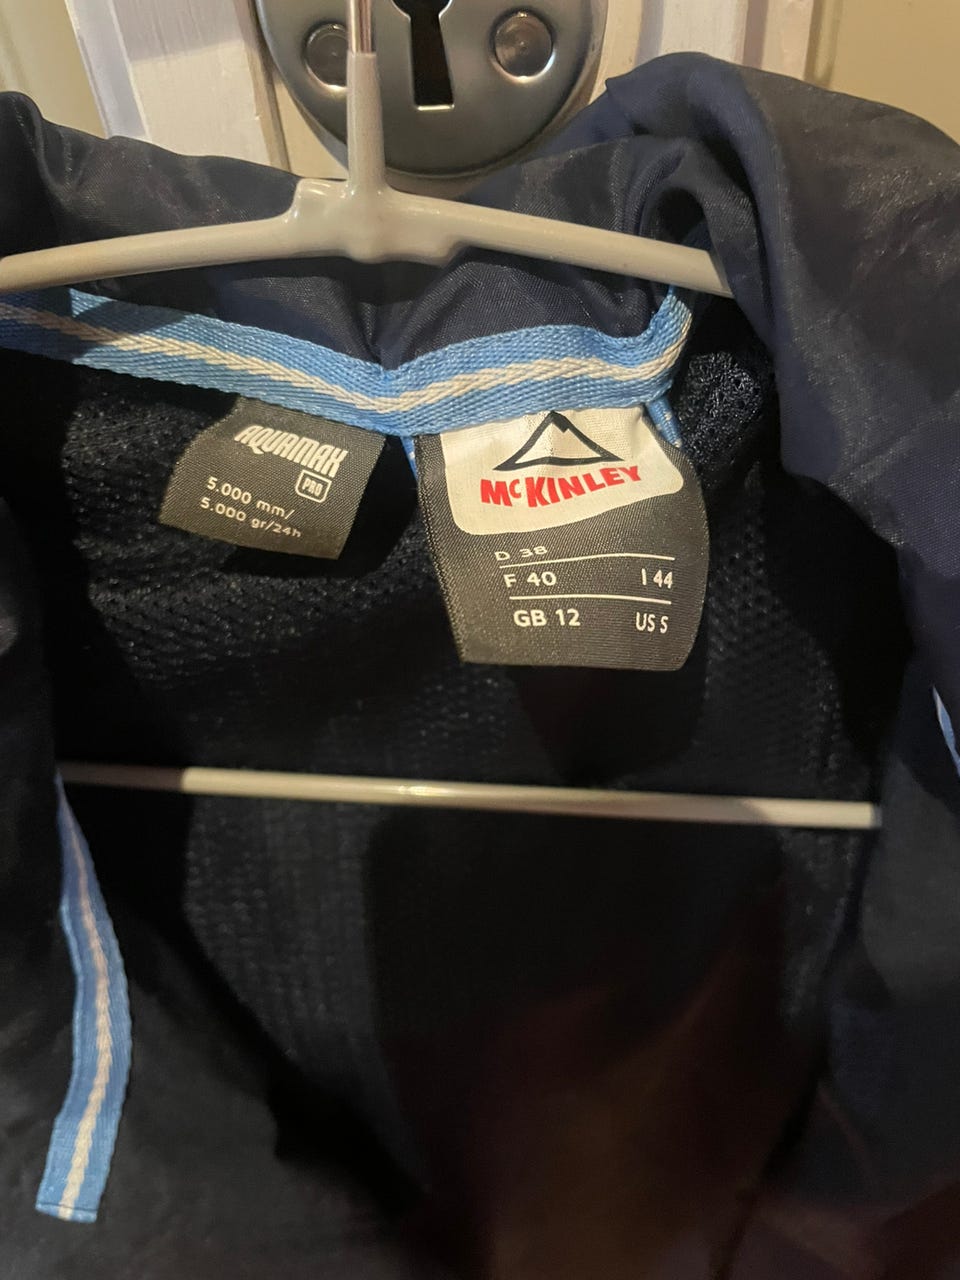 AQUAMAX
PRO
5.000 mm/
5.000 gr/24h
McKINLEY
D 38
F 40 I 44
GB 12 US S